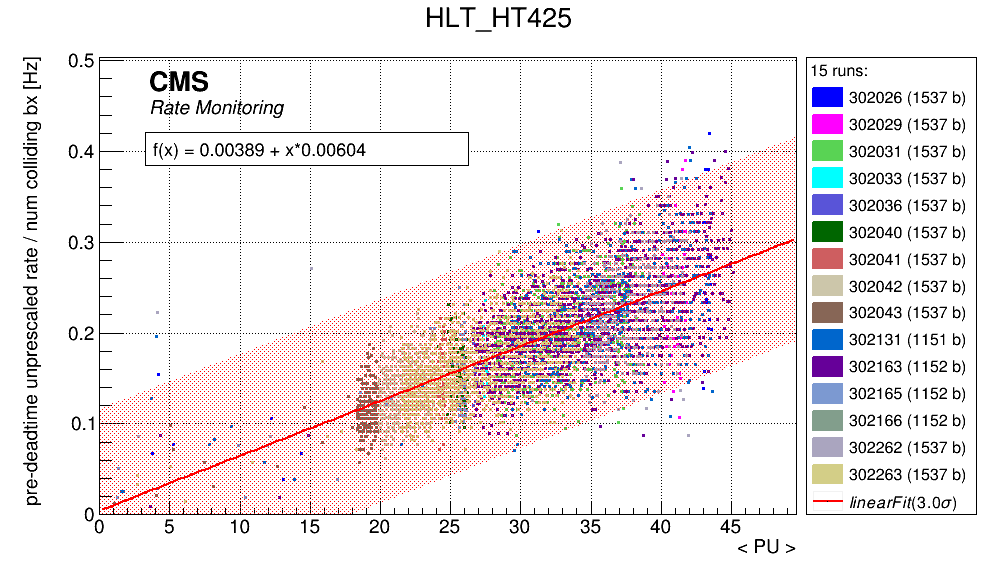 HLT_HT425
pre-deadtime unprescaled rate / num colliding bx [Hz]
0.5
0.4
0.3
0.2
0.1
0
CMS
Rate Monitoring
f(x) = 0.00389 + x*0.00604
0 5 10 15 20 25 30 35 40 45
< PU >
15 runs:
302026 (1537 b)
302029 (1537 b)
302031 (1537 b)
302033 (1537 b)
302036 (1537 b)
302040 (1537 b)
302041 (1537 b)
302042 (1537 b)
302043 (1537 b)
302131 (1151 b)
302163 (1152 b)
302165 (1152 b)
302166 (1152 b)
302262 (1537 b)
302263 (1537 b)
linearFit(3.0σ)